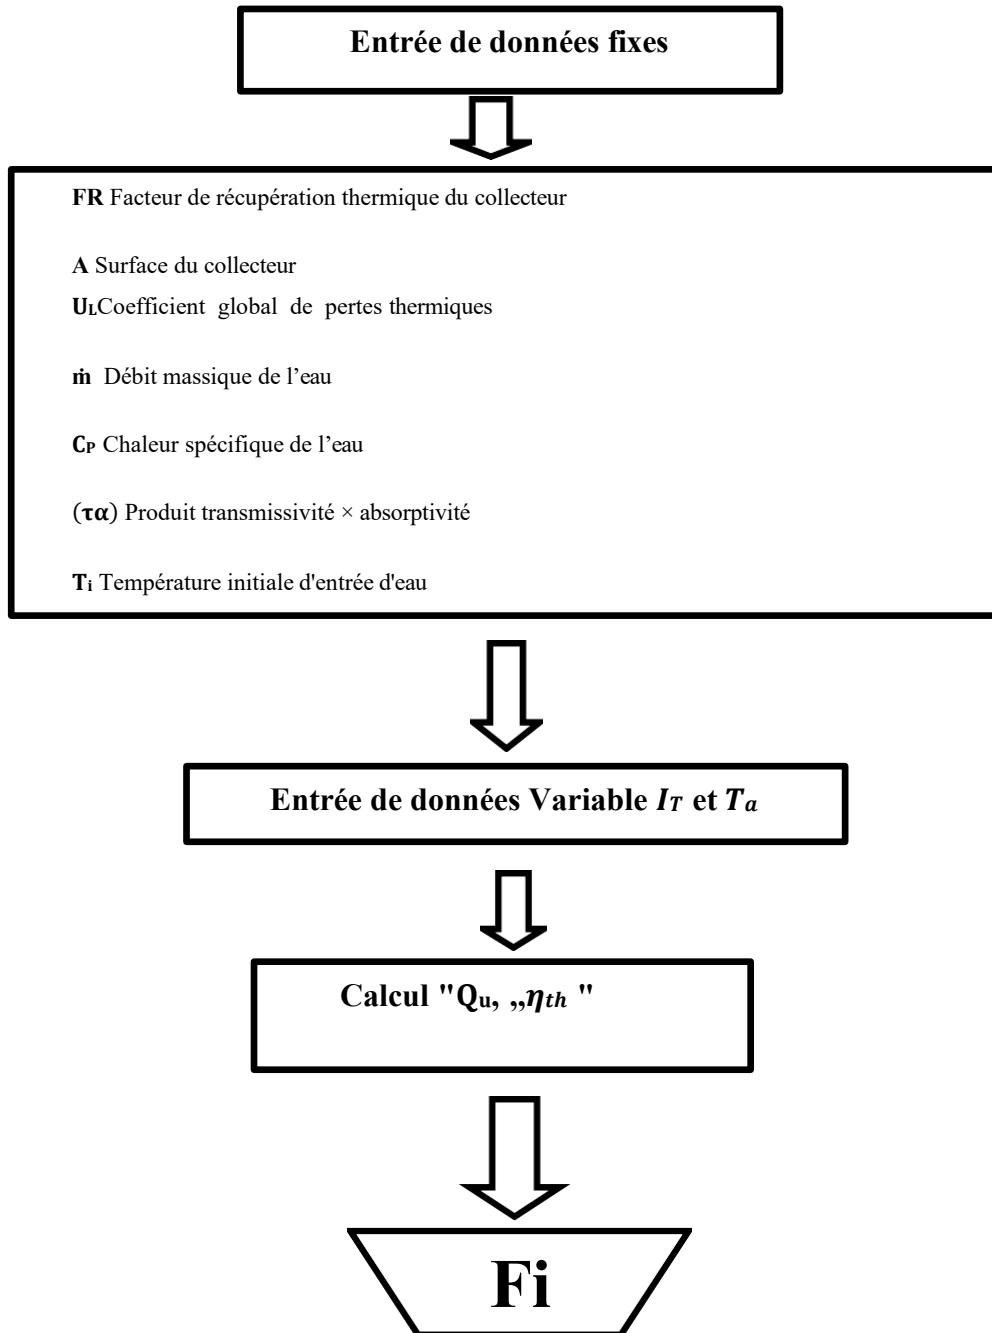 Entrée de données fixes
FR Facteur de récupération thermique du collecteur
A Surface du collecteur
ULCoefficient global de pertes thermiques
ṁ Débit massique de l’eau
CP Chaleur spécifique de l’eau
(τα) Produit transmissivité × absorptivité
Ti Température initiale d'entrée d'eau
Entrée de données Variable IT et Ta
Calcul "Qu, „ηth "
Fi